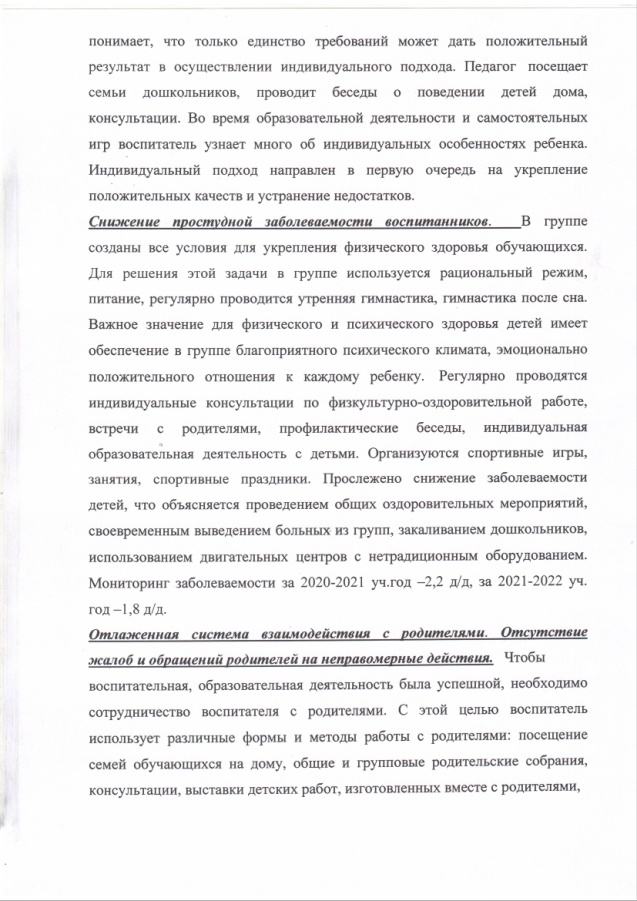 понимает, что только единство требований может дать положительный
результат в осуществлении индивидуального подхода. Педагог посещает
семьи дошкольников, проводит беседы о поведении детей дома,
консультации. Во время образовательной деятельности и самостоятельных
игр воспитатель узнает много об индивидуальных особенностях ребенка.
Индивидуальный подход направлен в первую очередь на укрепление
положительных качеств и устранение недостатков.
Снижение простудной заболеваемости воспитанников. В группе
созданы все условия для укрепления физического здоровья обучающихся.
Для решения этой задачи в группе используется рациональный режим,
питание, регулярно проводится утренняя гимнастика, гимнастика после сна.
Важное значение для физического и психического здоровья детей имеет
обеспечение в группе благоприятного психического климата, эмоционально
положительного отношения к каждому ребенку. Регулярно проводятся
индивидуальные консультации по физкультурно-оздоровительной работе,
встречи с родителями, профилактические беседы, индивидуальная
образовательная деятельность с детьми. Организуются спортивные игры,
занятия, спортивные праздники. Прослежено снижение заболеваемости
детей, что объясняется проведением общих оздоровительных мероприятий,
своевременным выведением больных из групп, закаливанием дошкольников,
использованием двигательных центров с нетрадиционным оборудованием.
Мониторинг заболеваемости за 2020-2021 уч.год –2,2 д/д, за 2021-2022 уч.
год –1,8 д/д.
Отлаженная система взаимодействия с родителями. Отсутствие
жалоб и обращений родителей на неправомерные действия. Чтобы
воспитательная, образовательная деятельность была успешной, необходимо
сотрудничество воспитателя с родителями. С этой целью воспитатель
использует различные формы и методы работы с родителями: посещение
семей обучающихся на дому, общие и групповые родительские собрания,
консультации, выставки детских работ, изготовленных вместе с родителями,